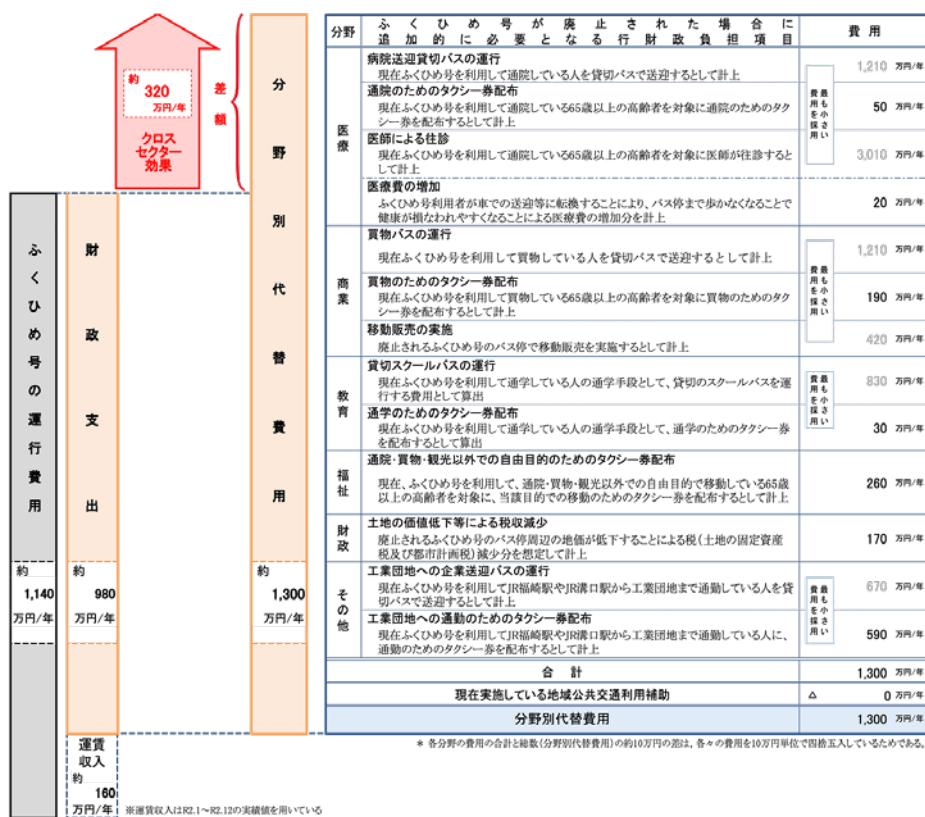 約
320
万円/年
クロス
セクター
効果
差額
ふくひめ号の運行費用
約
1,140
万円/年
財政支出
約
980
万円/年
運賃
収入
約
160
万円/年
分野別代替費用
約
1,300
万円/年
※運賃収入はR2.1～R2.12の実績値を用いている
分野
ふくひめ号が廃止された場合に
追加的に必要となる行財政負担項目
費用
医療
病院送迎貸切バスの運行
現在ふくひめ号を利用して通院している人を貸切バスで送迎するとして計上
1,210 万円/年
通院のためのタクシー券配布
現在ふくひめ号を利用して通院している65歳以上の高齢者を対象に通院のためのタク
シー券を配布するとして計上
50 万円/年
医師による往診
現在ふくひめ号を利用して通院している65歳以上の高齢者を対象に医師が往診すると
して計上
3,010 万円/年
最も小さい
費用を採用
医療費の増加
ふくひめ号利用者が車での送迎等に転換することにより、バス停まで歩かなくなることで
健康が損なわれやすくなることによる医療費の増加分を計上
20 万円/年
商業
買物バスの運行
現在ふくひめ号を利用して買物している人を貸切バスで送迎するとして計上
1,210 万円/年
買物のためのタクシー券配布
現在ふくひめ号を利用して買物している65歳以上の高齢者を対象に買物のためのタク
シー券を配布するとして計上
190 万円/年
移動販売の実施
廃止されるふくひめ号のバス停で移動販売を実施するとして計上
420 万円/年
最も小さい
費用を採用
教育
貸切スクールバスの運行
現在ふくひめ号を利用して通学している人の通学手段として、貸切のスクールバスを運
行する費用として算出
830 万円/年
通学のためのタクシー券配布
現在ふくひめ号を利用して通学している人の通学手段として、通学のためのタクシー券
を配布するとして算出
30 万円/年
最も小さい
費用を採用
福祉
通院・買物・観光以外での自由目的のためのタクシー券配布
現在、ふくひめ号を利用して、通院・買物・観光以外での自由目的で移動している65歳
以上の高齢者を対象に、当該目的での移動のためのタクシー券を配布するとして計上
260 万円/年
財政
土地の価値低下等による税収減少
廃止されるふくひめ号のバス停周辺の地価が低下することによる税（土地の固定資産
税及び都市計画税）減少分を想定して計上
170 万円/年
その他
工業団地への企業送迎バスの運行
現在ふくひめ号を利用してJR福崎駅やJR溝口駅から工業団地まで通勤している人を貸
切バスで送迎するとして計上
670 万円/年
工業団地への通勤のためのタクシー券配布
現在ふくひめ号を利用してJR福崎駅やJR溝口駅から工業団地まで通勤している人に、
通勤のためのタクシー券を配布するとして計上
590 万円/年
最も小さい
費用を採用
合計
1,300 万円/年
現在実施している地域公共交通利用補助
△ 0 万円/年
分野別代替費用
1,300 万円/年
＊ 各分野の費用の合計と総数（分野別代替費用）の約10万円の差は、各々の費用を10万円単位で四捨五入しているためである。